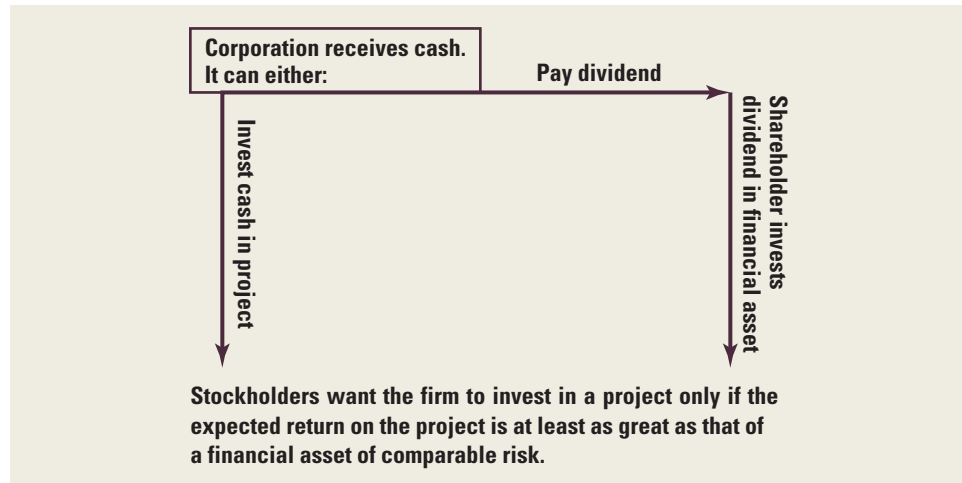 Corporation receives cash.
It can either:
Pay dividend
Invest cash in project
Shareholder invests
dividend in financial asset
Stockholders want the firm to invest in a project only if the
expected return on the project is at least as great as that of
a financial asset of comparable risk.